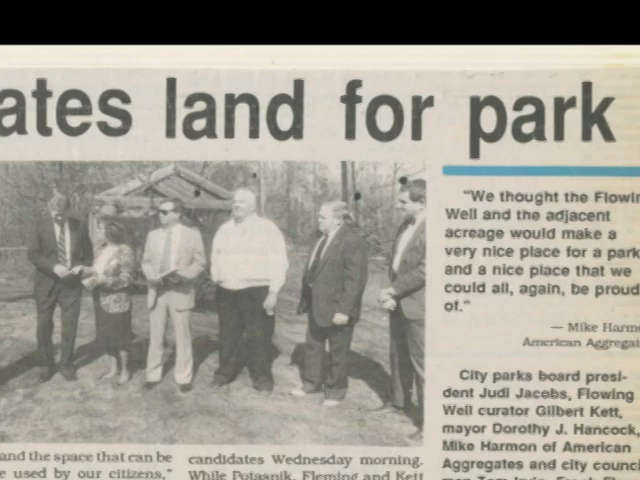 ates land for park
"We thought the Flowin
Well and the adjacent
acreage would make a
very nice place for a park
and a nice place that we
could all, again, be proud
of."
— Mike Harmo
American Aggregat
City parks board presi-
dent Judi Jacobs, Flowing
Well curator Gilbert Kett,
mayor Dorothy J. Hancock,
Mike Harmon of American
Aggregates and city counci
and the space that can be
e used by our citizens,"
candidates Wednesday morning.
While Potasnik, Fleming and Kett